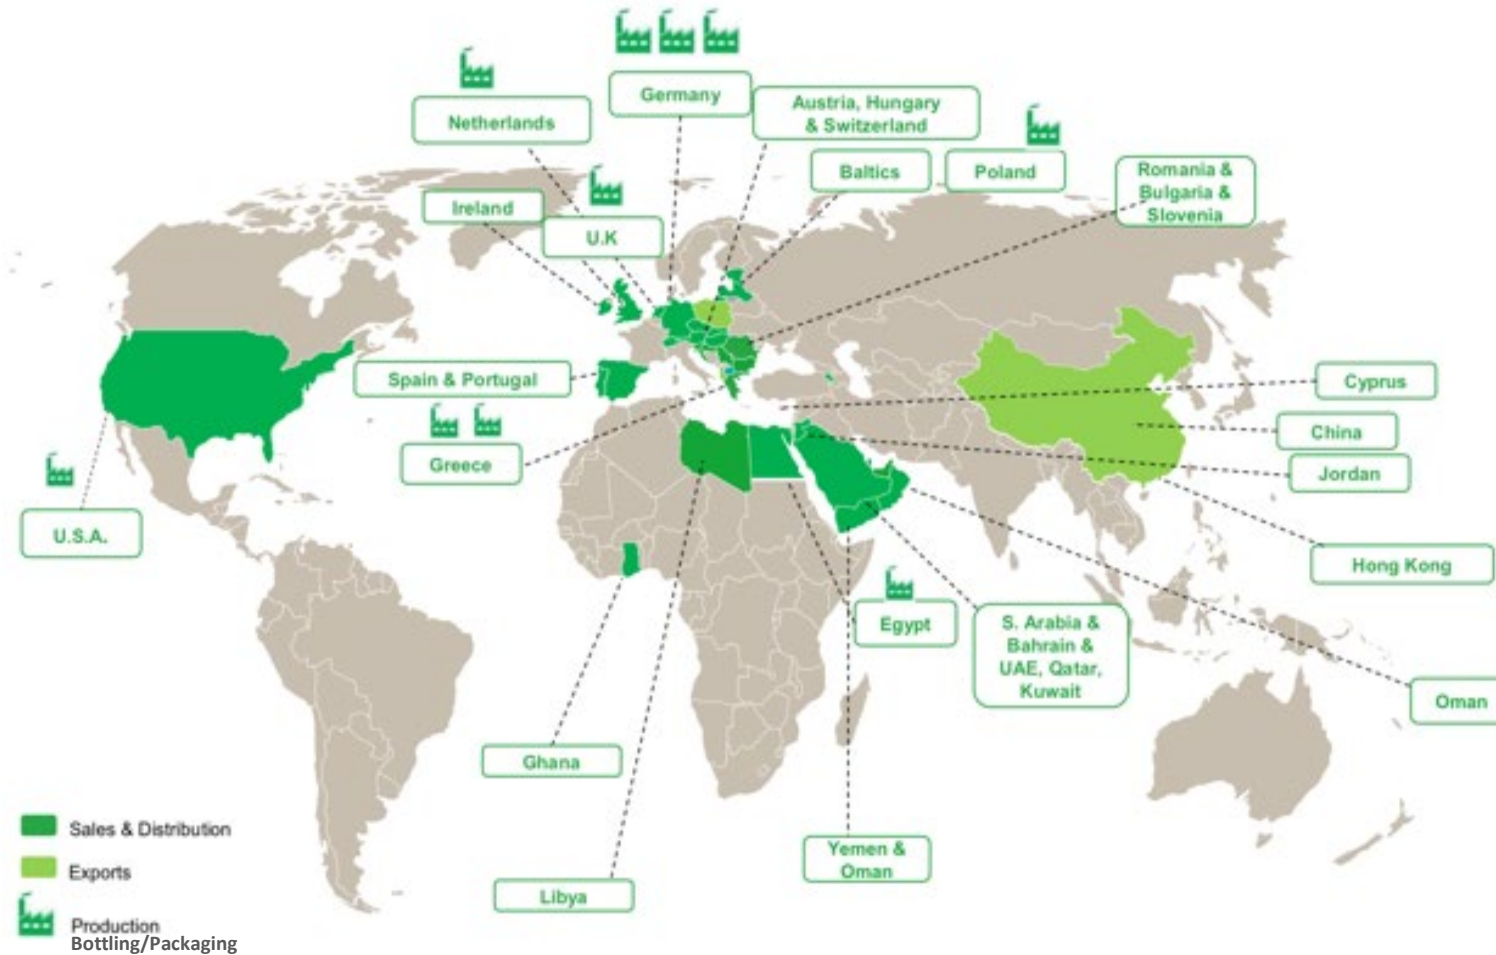 Germany
Netherlands
Austria, Hungary
& Switzerland
Baltics
Poland
Romania &
Bulgaria &
Slovenia
Ireland
U.K
Spain & Portugal
Cyprus
China
Greece
Jordan
U.S.A.
Hong Kong
Egypt
S. Arabia &
Bahrain &
UAE, Qatar,
Kuwait
Oman
Ghana
Yemen &
Oman
Libya
Sales & Distribution
Exports
Production
Bottling/Packaging